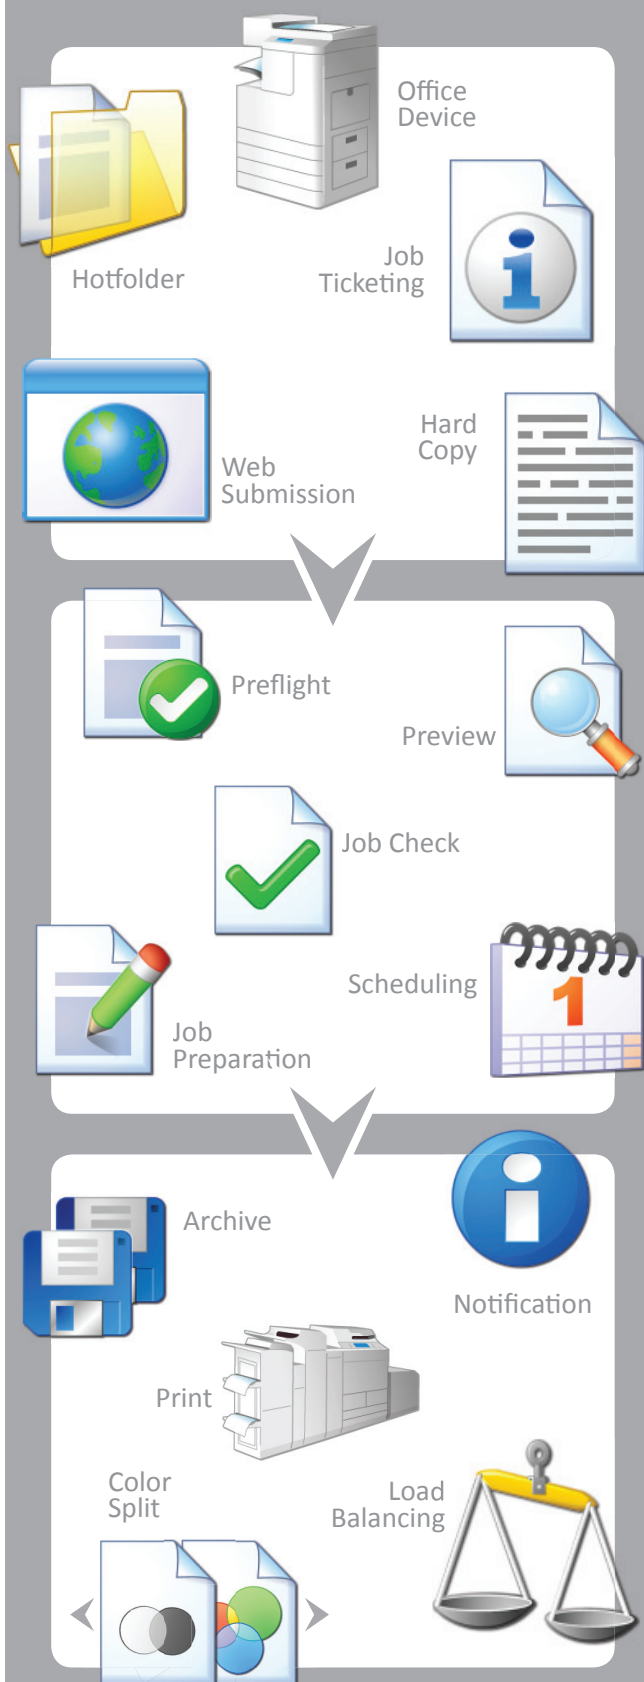 Office
Device
Hotfolder
Job
Ticketing
Hard
Copy
Web
Submission
Preflight
Preview
Job Check
Scheduling
1
Job
Preparation
Archive
Notification
Print
Color
Split
Load
Balancing